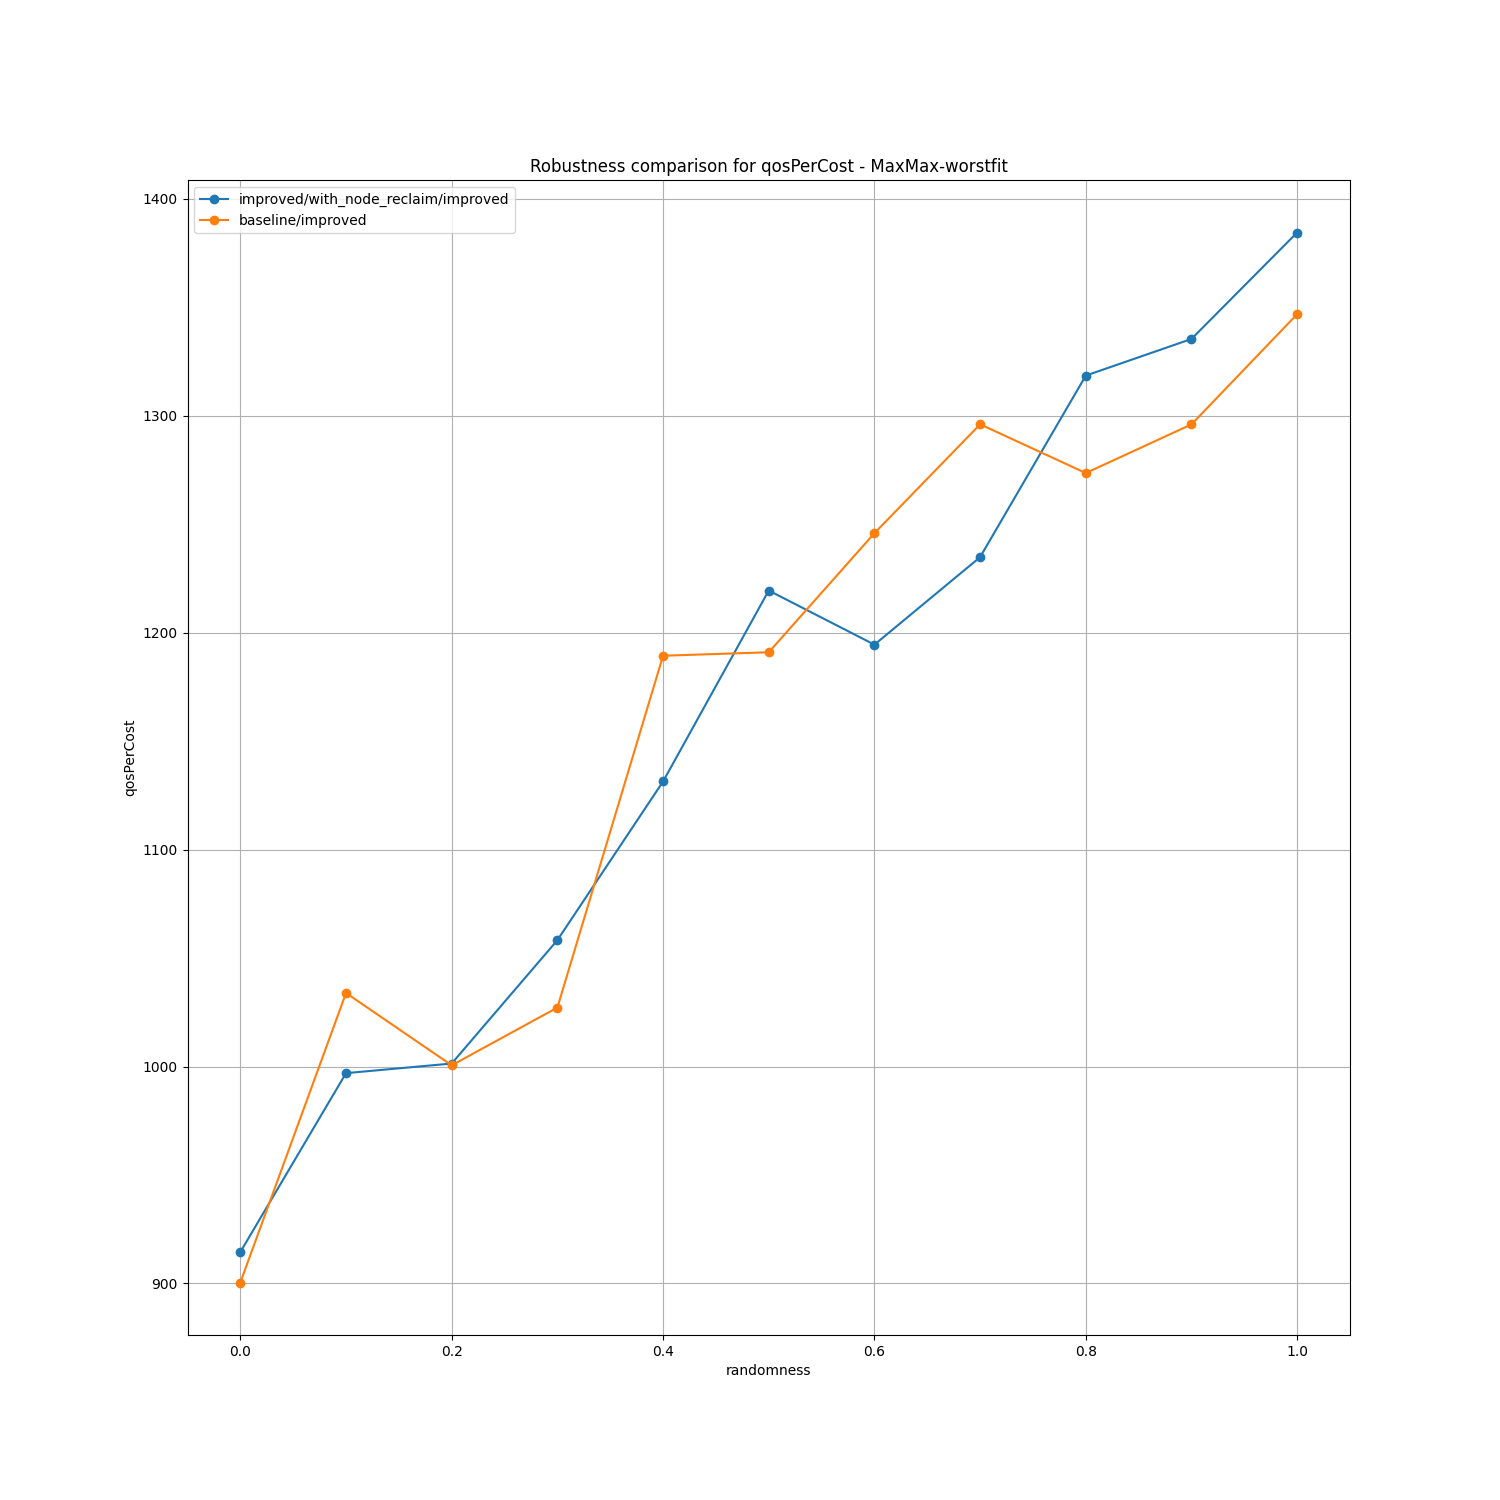 Robustness comparison for qosPerCost - MaxMax-worstfit
improved/with_node_reclaim/improved
baseline/improved
qosPerCost
1400
1300
1200
1100
1000
900
0.0 0.2 0.4 0.6 0.8 1.0
randomness